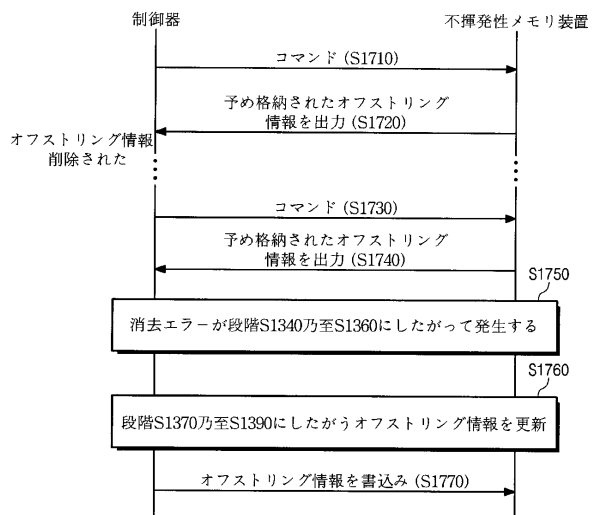 制御器
不揮発性メモリ装置
コマンド (S1710)
予め格納されたオフストリング
情報を出力 (S1720)
オフストリング情報
削除された
コマンド (S1730)
予め格納されたオフストリング
情報を出力 (S1740)
S1750
消去エラーが段階S1340乃至S1360にしたがって発生する
S1760
段階S1370乃至S1390にしたがうオフストリング情報を更新
オフストリング情報を書込み (S1770)